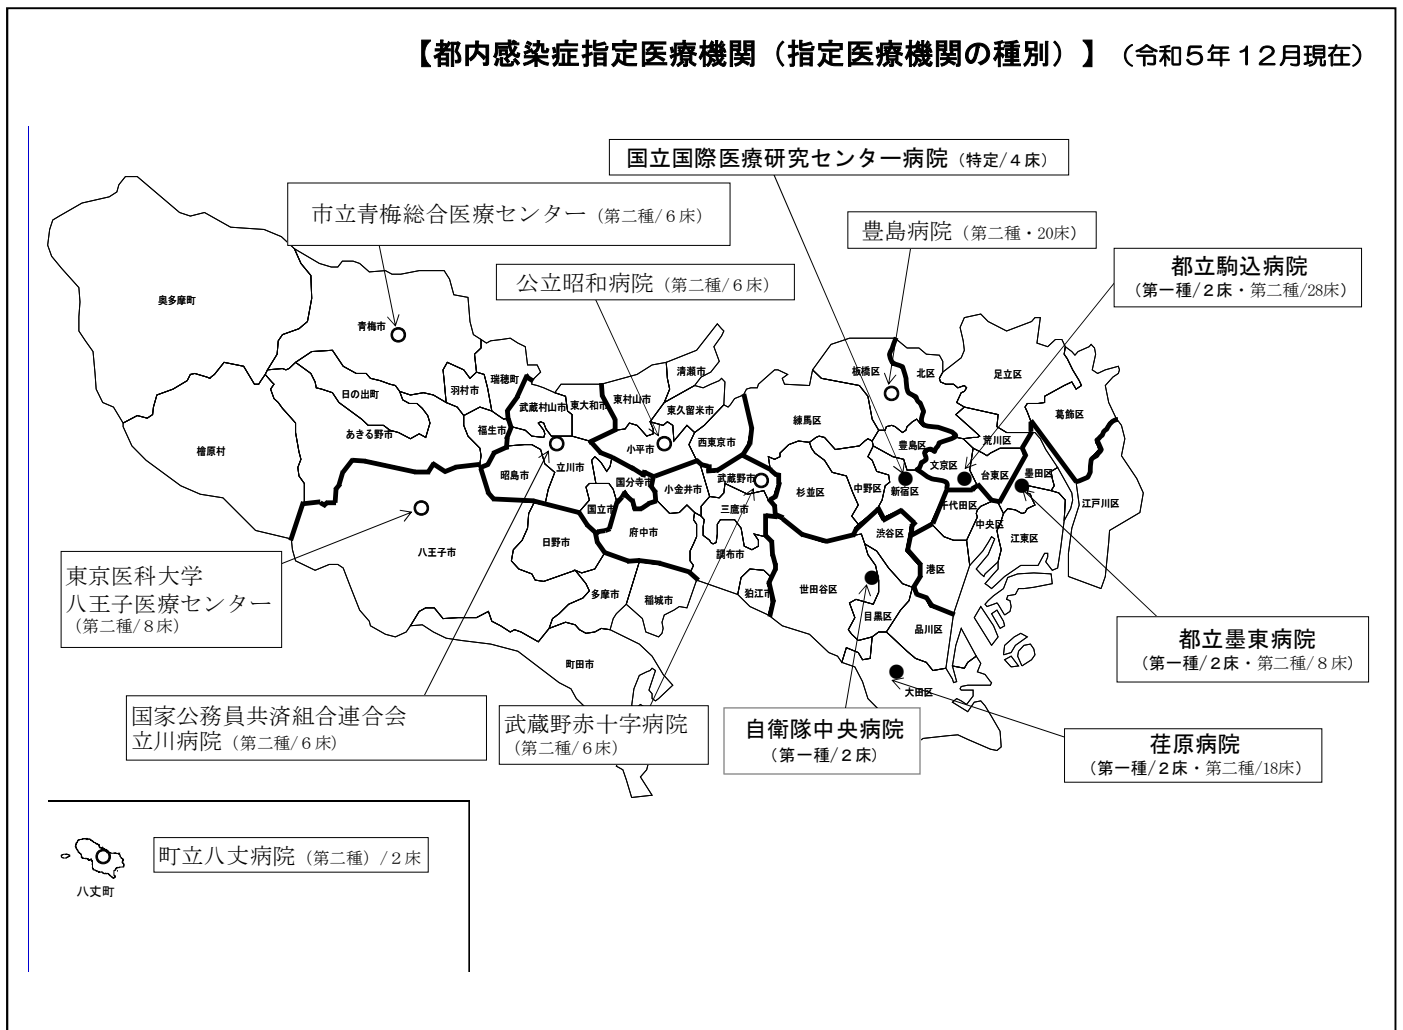 【都内感染症指定医療機関（指定医療機関の種別）】（令和５年１２月現在）
国立国際医療研究センター病院（特定/４床）
市立青梅総合医療センター（第二種/６床）
豊島病院（第二種・20床）
公立昭和病院（第二種/６床）
都立駒込病院
（第一種/２床・第二種/28床）
奥多摩町
青梅市
日の出町
羽村市
瑞穂町
武蔵村山市
東大和市
東村山市
清瀬市
東久留米市
板橋区
北区
足立区
葛飾区
練馬区
檜原村
あきる野市
福生市
昭島市
立川市
小平市
西東京市
豊島区
文京区
荒川区
台東区
墨田区
江戸川区
国分寺市
国立市
小金井市
武蔵野市
三鷹市
杉並区
中野区
新宿区
千代田区
中央区
江東区
八王子市
日野市
府中市
調布市
狛江市
渋谷区
港区
世田谷区
目黒区
品川区
大田区
多摩市
稲城市
町田市
東京医科大学
八王子医療センター
（第二種/８床）
都立墨東病院
（第一種/２床・第二種/８床）
国家公務員共済組合連合会
立川病院（第二種/６床）
武蔵野赤十字病院
（第二種/６床）
自衛隊中央病院
（第一種/２床）
荏原病院
（第一種/２床・第二種/18床）
町立八丈病院（第二種）/２床
八丈町